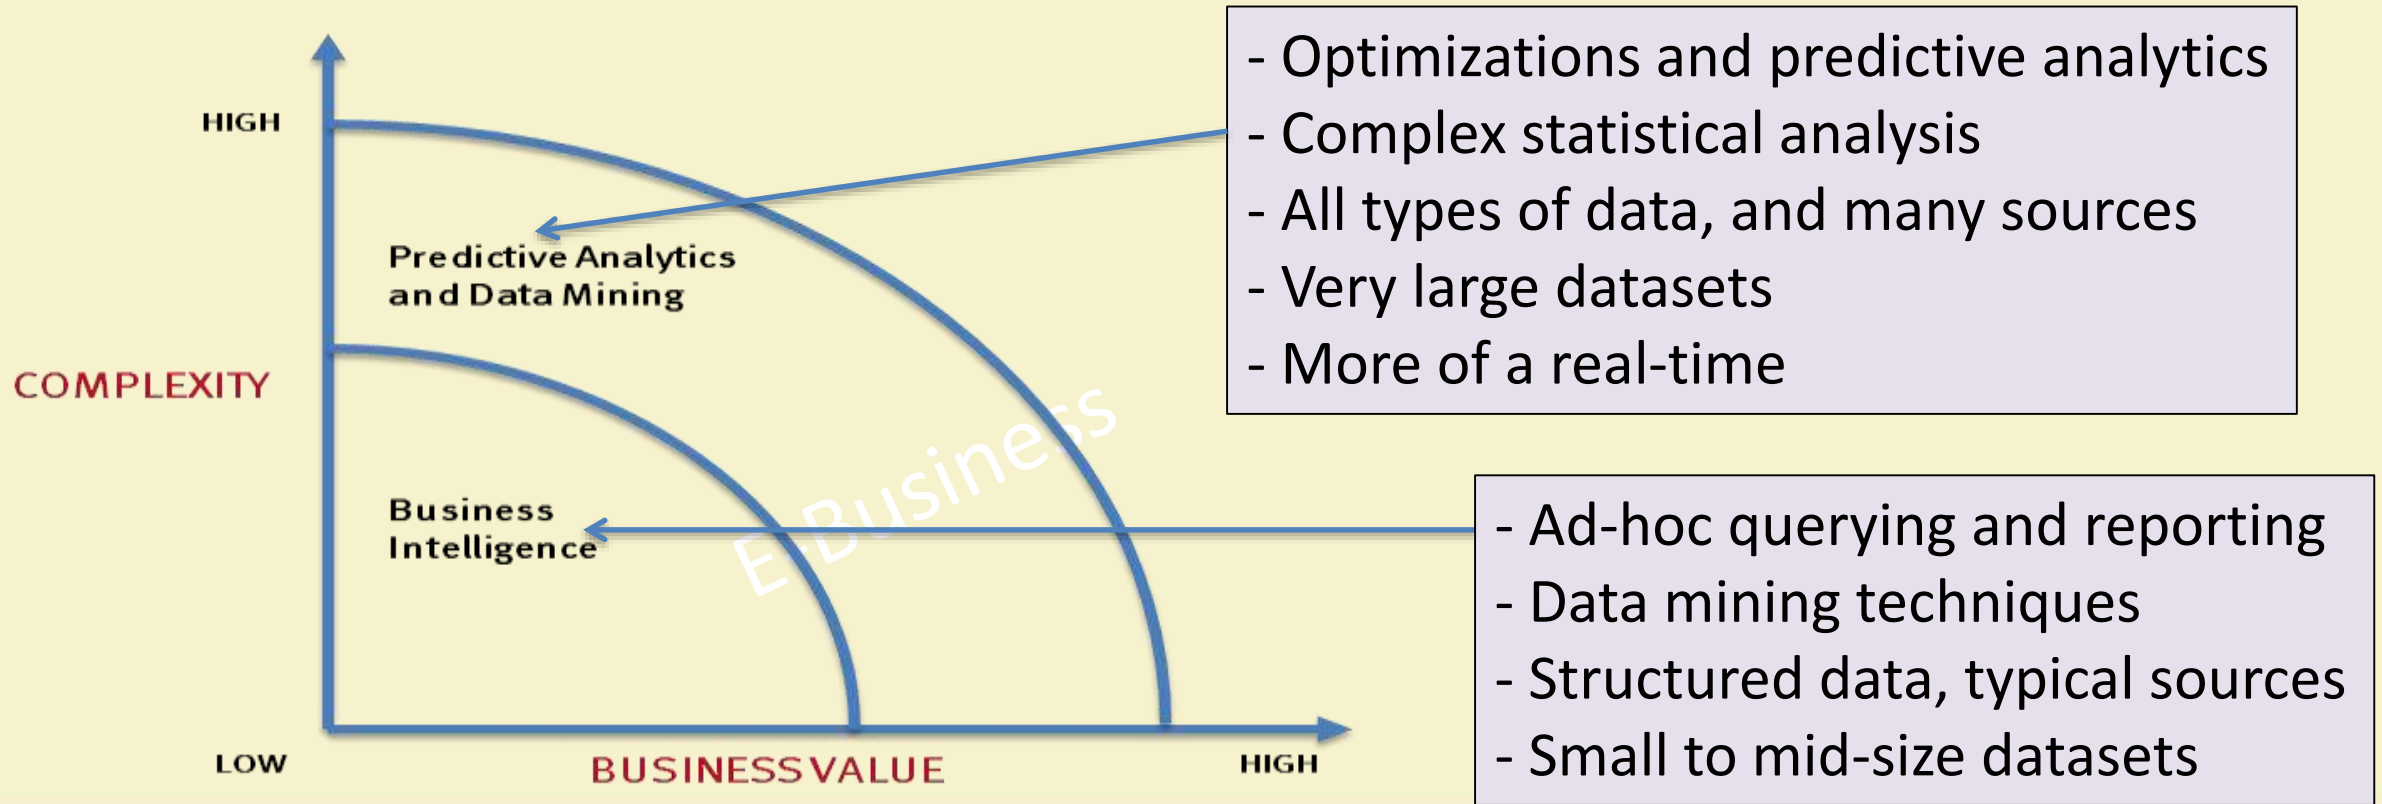 HIGH
COMPLEXITY
LOW
Predictive Analytics
and Data Mining
Business
Intelligence
E-Business
BUSINESS VALUE
HIGH
- Optimizations and predictive analytics
- Complex statistical analysis
- All types of data, and many sources
- Very large datasets
- More of a real-time
- Ad-hoc querying and reporting
- Data mining techniques
- Structured data, typical sources
- Small to mid-size datasets